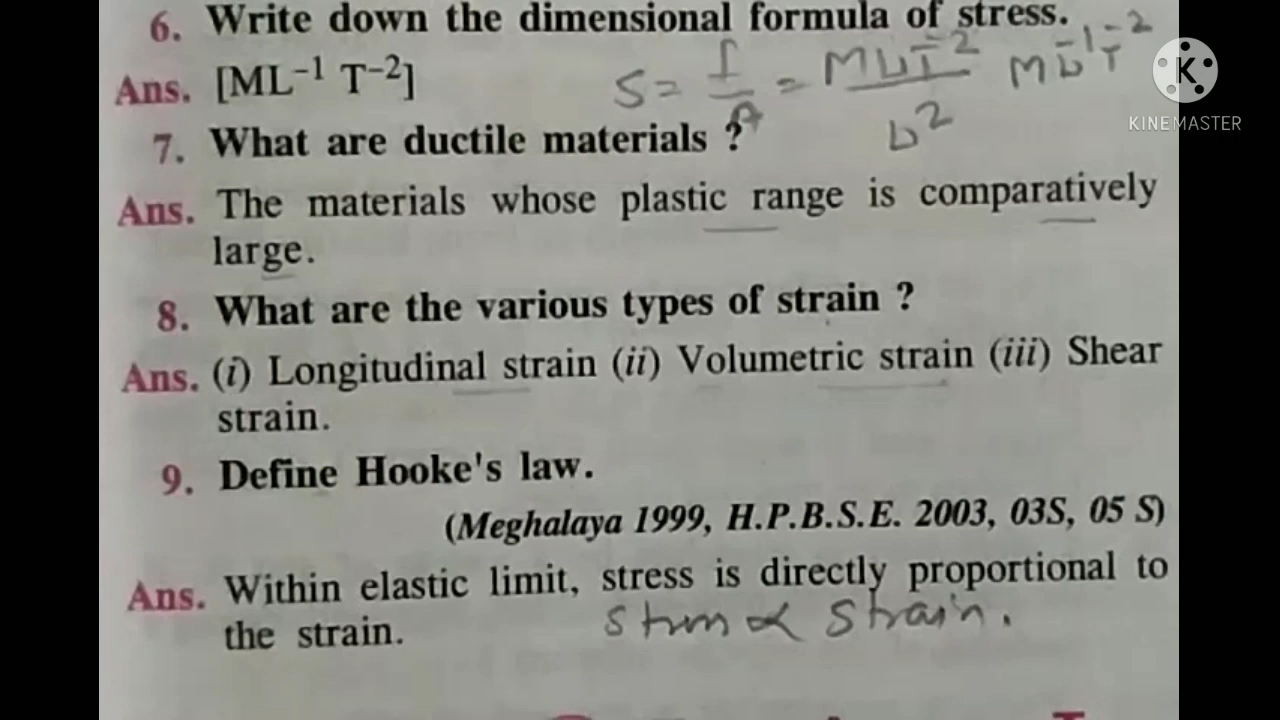 6. Write down the dimensional formula of stress.
Ans. [ML⁻¹ T⁻²]
S = F/A = MLT⁻²/L² ML⁻¹T⁻²
KINEMASTER
7. What are ductile materials ?
Ans. The materials whose plastic range is comparatively
large.
8. What are the various types of strain ?
Ans. (i) Longitudinal strain (ii) Volumetric strain (iii) Shear
strain.
9. Define Hooke's law.
(Meghalaya 1999, H.P.B.S.E. 2003, 03S, 05 S)
Ans. Within elastic limit, stress is directly proportional to
the strain.
stress ∝ strain.